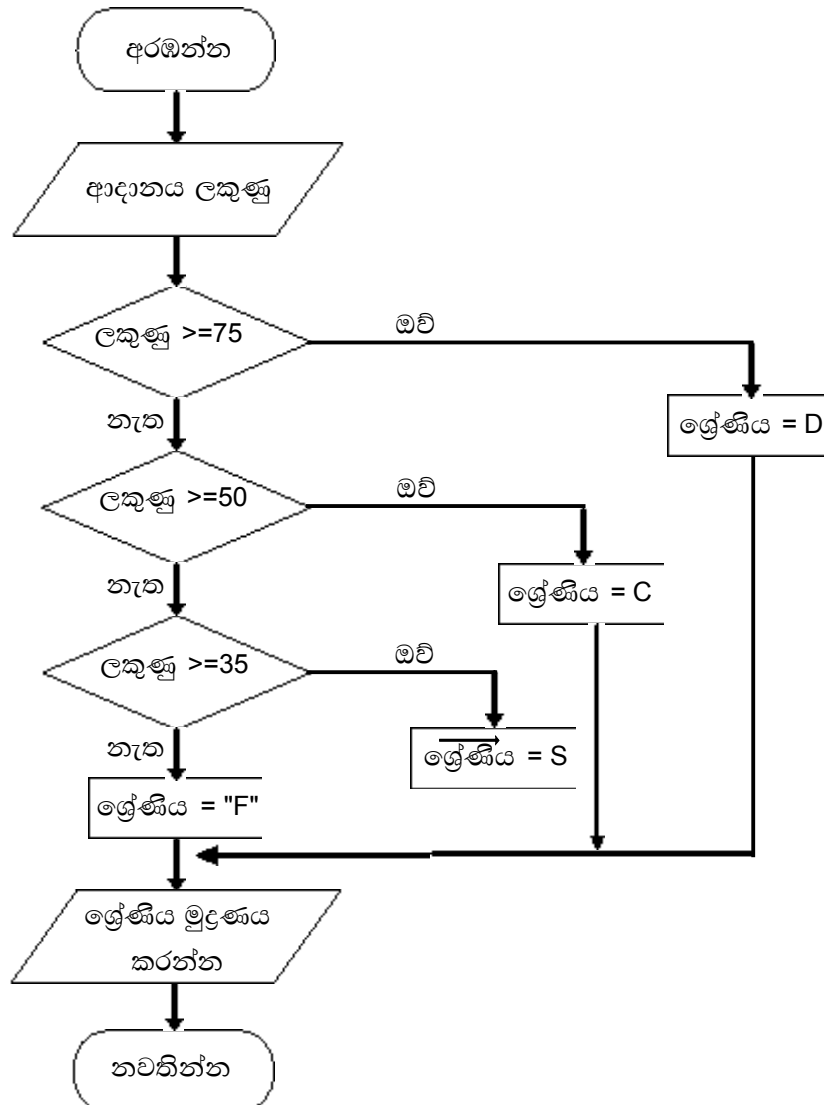 අරඹන්න
ආදානය ලකුණු
ලකුණු >=75
ඔව්
නැත
ශ්‍රේණිය = D
ලකුණු >=50
ඔව්
නැත
ශ්‍රේණිය = C
ලකුණු >=35
ඔව්
නැත
ශ්‍රේණිය = S
ශ්‍රේණිය = "F"
ශ්‍රේණිය මුද්‍රණය
කරන්න
නවතින්න